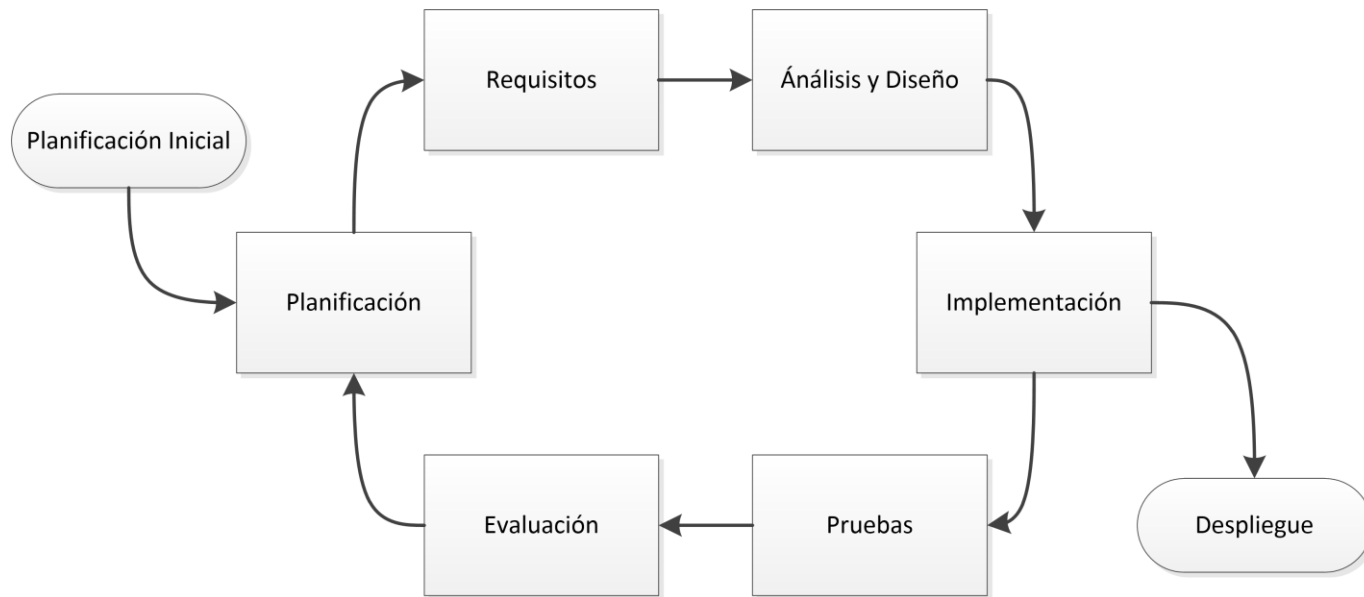 Requisitos
Ánálisis y Diseño
Planificación Inicial
Planificación
Implementación
Evaluación
Pruebas
Despliegue